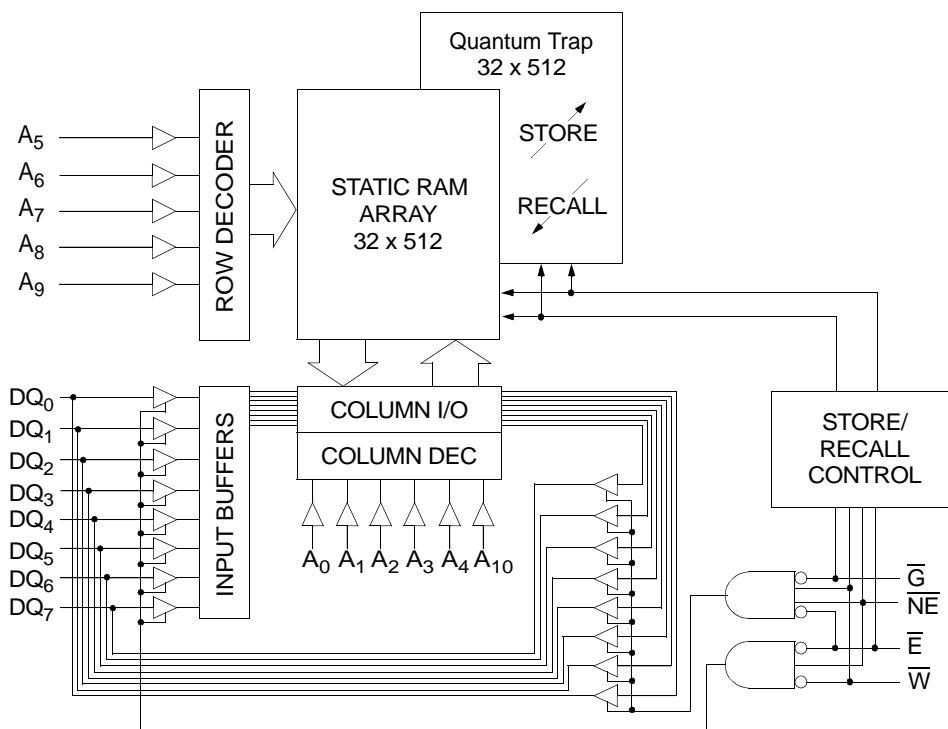 Quantum Trap
32 x 512
STORE
RECALL
STATIC RAM
ARRAY
32 x 512
ROW DECODER
A5
A6
A7
A8
A9
DQ0
DQ1
DQ2
DQ3
DQ4
DQ5
DQ6
DQ7
INPUT BUFFERS
COLUMN I/O
COLUMN DEC
A0 A1 A2 A3 A4 A10
STORE/
RECALL
CONTROL
G̅
N̅E̅
E̅
W̅